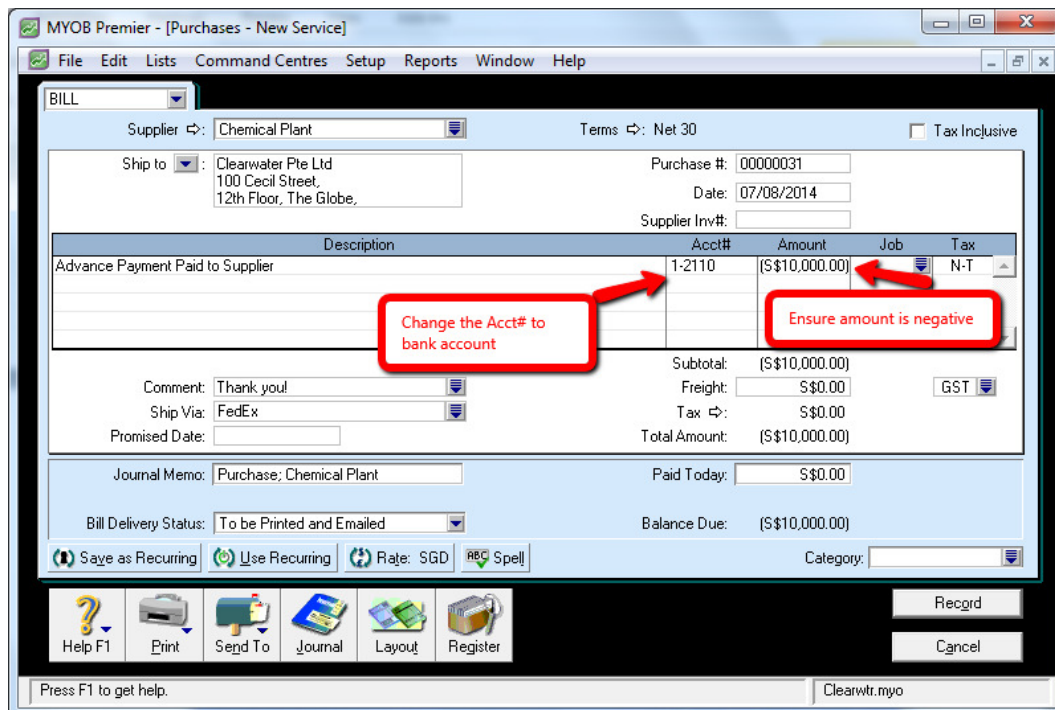 MYOB Premier - [Purchases - New Service]
File Edit Lists Command Centres Setup Reports Window Help
BILL
Supplier ⇨: Chemical Plant Terms ⇨: Net 30 Tax Inclusive
Ship to : Clearwater Pte Ltd Purchase #: 00000031
100 Cecil Street,
12th Floor, The Globe, Date: 07/08/2014
Supplier Inv#:
Description Acct# Amount Job Tax
Advance Payment Paid to Supplier 1-2110 (S$10,000.00) N-T
Change the Acct# to
bank account
Ensure amount is negative
Subtotal: (S$10,000.00)
Comment: Thank you! Freight: S$0.00 GST
Ship Via: FedEx Tax ⇨: S$0.00
Promised Date: Total Amount: (S$10,000.00)
Journal Memo: Purchase; Chemical Plant Paid Today: S$0.00
Bill Delivery Status: To be Printed and Emailed Balance Due: (S$10,000.00)
Save as Recurring Use Recurring Rate: SGD ABC Spell Category:
Help F1 Print Send To Journal Layout Register
Record
Cancel
Press F1 to get help. Clearwtr.myo